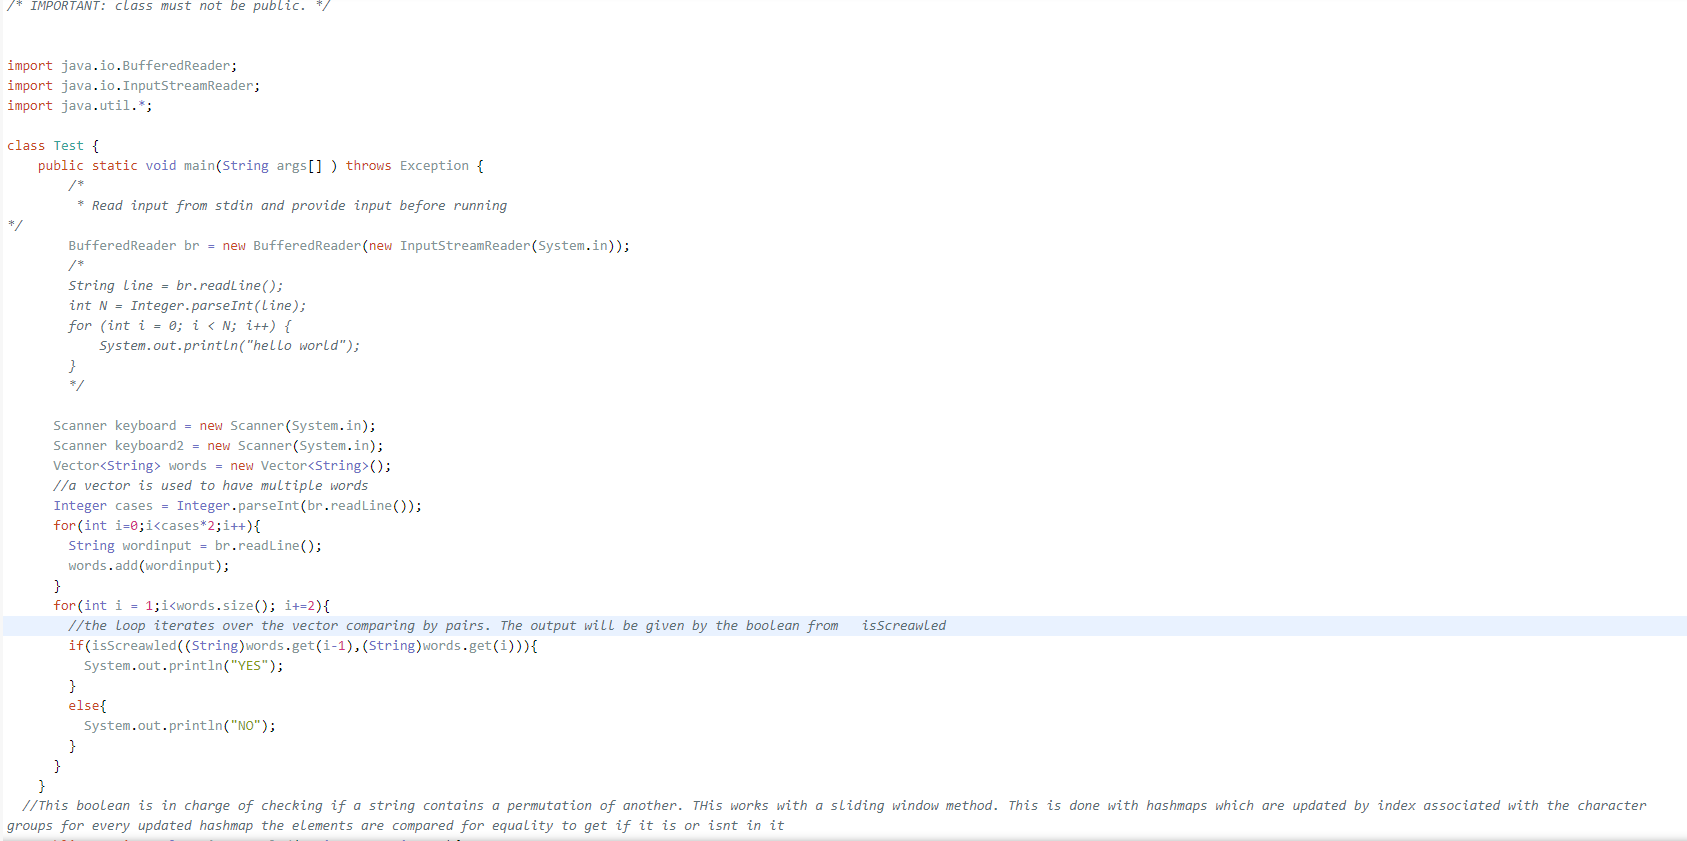 /* IMPORTANT: class must not be public. */
import java.io.BufferedReader;
import java.io.InputStreamReader;
import java.util.*;
class Test {
    public static void main(String args[] ) throws Exception {
        /*
         * Read input from stdin and provide input before running
*/
        BufferedReader br = new BufferedReader(new InputStreamReader(System.in));
        /*
        String line = br.readLine();
        int N = Integer.parseInt(line);
        for (int i = 0; i < N; i++) {
            System.out.println("hello world");
        }
        */
      Scanner keyboard = new Scanner(System.in);
      Scanner keyboard2 = new Scanner(System.in);
      Vector<String> words = new Vector<String>();
      //a vector is used to have multiple words
      Integer cases = Integer.parseInt(br.readLine());
      for(int i=0;i<cases*2;i++){
        String wordinput = br.readLine();
        words.add(wordinput);
      }
      for(int i = 1;i<words.size(); i+=2){
        //the loop iterates over the vector comparing by pairs. The output will be given by the boolean from   isScreawled
        if(isScreawled((String)words.get(i-1),(String)words.get(i))){
          System.out.println("YES");
        }
        else{
          System.out.println("NO");
        }
      }
    }
  //This boolean is in charge of checking if a string contains a permutation of another. THis works with a sliding window method. This is done with hashmaps which are updated by index associated with the character
groups for every updated hashmap the elements are compared for equality to get if it is or isnt in it